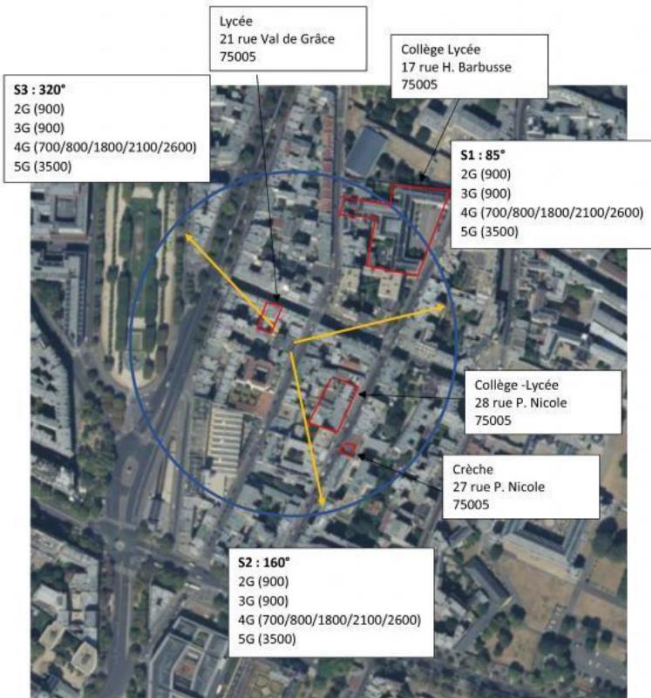 Lycée
21 rue Val de Grâce
75005
Collège Lycée
17 rue H. Barbusse
75005
S3 : 320°
2G (900)
3G (900)
4G (700/800/1800/2100/2600)
5G (3500)
S1 : 85°
2G (900)
3G (900)
4G (700/800/1800/2100/2600)
5G (3500)
Collège -Lycée
28 rue P. Nicole
75005
Crèche
27 rue P. Nicole
75005
S2 : 160°
2G (900)
3G (900)
4G (700/800/1800/2100/2600)
5G (3500)